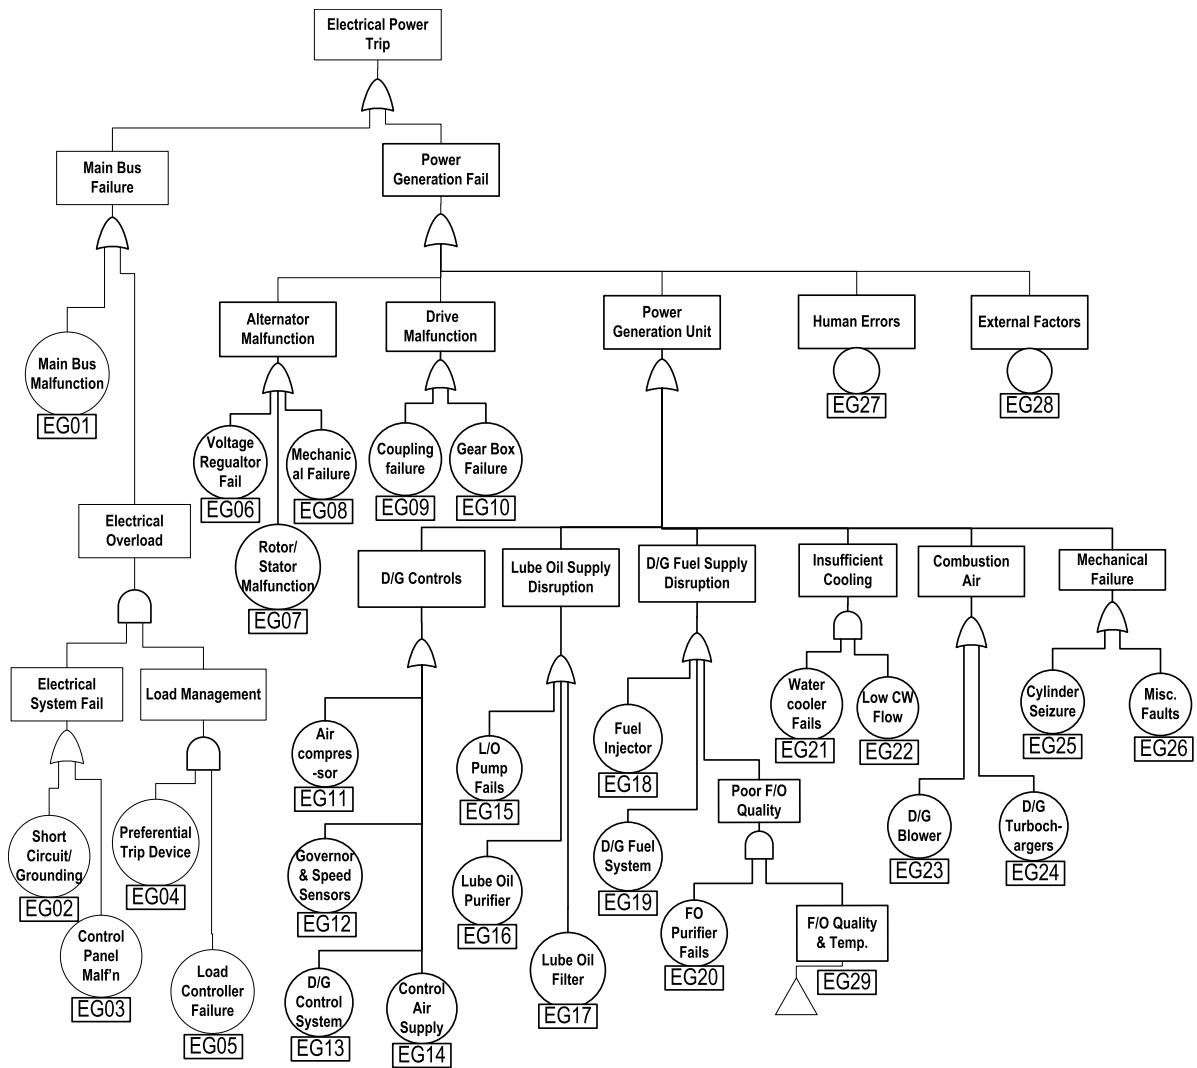 Electrical Power
Trip
Main Bus
Failure
Power
Generation Fail
Alternator
Malfunction
Drive
Malfunction
Power
Generation Unit
Human Errors
External Factors
EG27
EG28
Main Bus
Malfunction
EG01
Voltage
Regualtor
Fail
EG06
Mechanic
al Failure
EG08
Coupling
failure
EG09
Gear Box
Failure
EG10
Rotor/
Stator
Malfunction
EG07
Electrical
Overload
D/G Controls
Lube Oil Supply
Disruption
D/G Fuel Supply
Disruption
Insufficient
Cooling
Combustion
Air
Mechanical
Failure
Electrical
System Fail
Load Management
Air
compres
-sor
EG11
L/O
Pump
Fails
EG15
Fuel
Injector
EG18
Water
cooler
Fails
EG21
Low CW
Flow
EG22
Cylinder
Seizure
EG25
Misc.
Faults
EG26
Poor F/O
Quality
Short
Circuit/
Grounding
EG02
Preferential
Trip Device
EG04
Governor
& Speed
Sensors
EG12
Lube Oil
Purifier
EG16
D/G Fuel
System
EG19
D/G
Blower
EG23
D/G
Turboch-
argers
EG24
Control
Panel
Malf'n
EG03
Load
Controller
Failure
EG05
D/G
Control
System
EG13
Control
Air
Supply
EG14
Lube Oil
Filter
EG17
FO
Purifier
Fails
EG20
F/O Quality
& Temp.
EG29